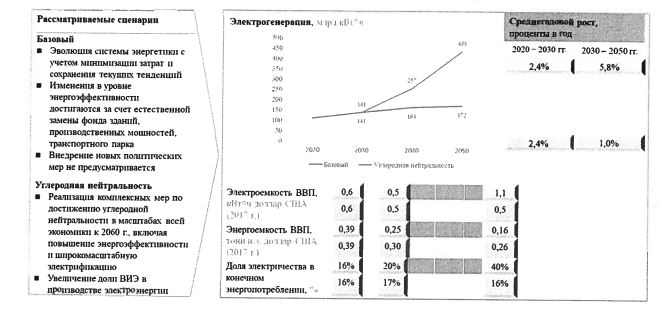 Рассматриваемые сценарии
Базовый
Эволюция системы энергетики с
учетом минимизации затрат и
сохранения текущих тенденций
Изменения в уровне
энергоэффективности
достигаются за счет естественной
замены фонда зданий,
производственных мощностей,
транспортного парка
Внедрение новых политических
мер не предусматривается
Углеродная нейтральность
Реализация комплексных мер по
достижению углеродной
нейтральности в масштабах всей
экономики к 2060 г., включая
повышение энергоэффективности
и широкомасштабную
электрификацию
Увеличение доли ВИЭ в
производстве электроэнергии
Электрогенерация, млрд кВт*ч
500
450
400
350
300
250
200
150
100
50
0
141
141
257
164
435
172
2020 2030 2040 2050
Базовый Углеродная нейтральность
Среднегодовой рост,
проценты в год
2020 – 2030 гг. 2030 – 2050 гг.
2,4% 5,8%
2,4% 1,0%
Электроемкость ВВП, 0,6 0,5 1,1
кВт*ч доллар США
(2017 г.) 0,6 0,5 0,5
Энергоемкость ВВП, 0,39 0,25 0,16
тонн н.э. доллар США
(2017 г.) 0,39 0,30 0,26
Доля электричества в 16% 20% 40%
конечном
энергопотреблении, % 16% 17% 16%